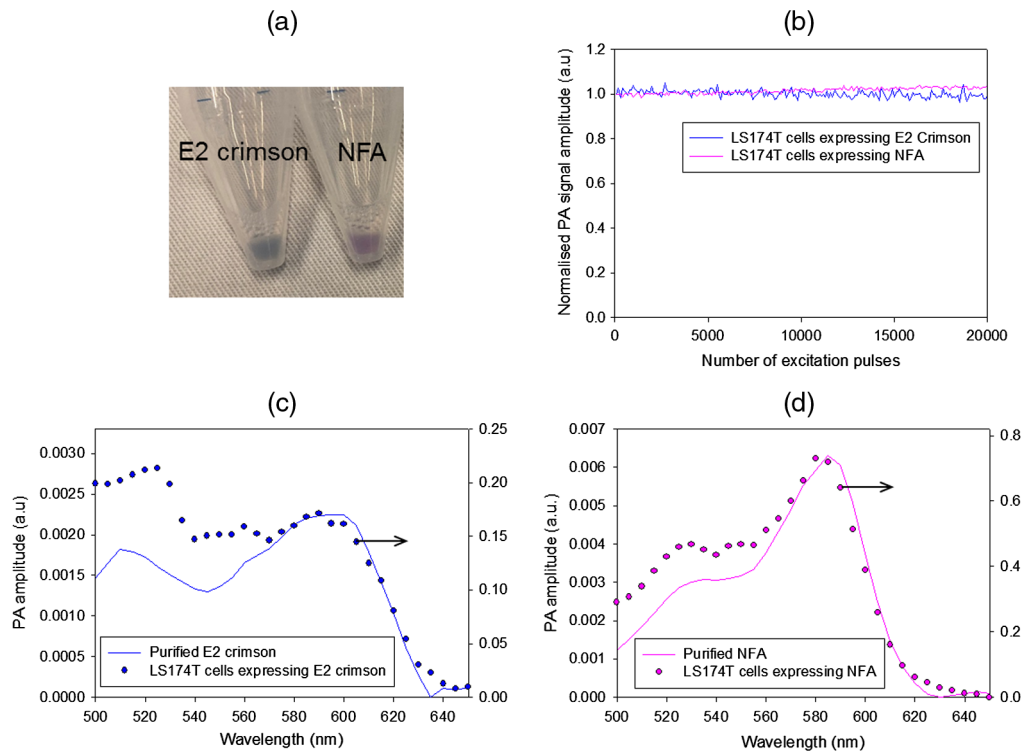 (a)
E2 crimson NFA
(b)
Normalised PA signal amplitude (a.u)
1.2
1.0
0.8
0.6
0.4
0.2
0.0
LS174T cells expressing E2 Crimson
LS174T cells expressing NFA
0 5000 10000 15000 20000
Number of excitation pulses
(c)
PA amplitude (a.u)
0.0030
0.0025
0.0020
0.0015
0.0010
0.0005
0.0000
0.25
0.20
0.15
0.10
0.05
0.00
Purified E2 crimson
LS174T cells expressing E2 crimson
500 520 540 560 580 600 620 640
Wavelength (nm)
(d)
PA amplitude (a.u.)
0.007
0.006
0.005
0.004
0.003
0.002
0.001
0.000
0.8
0.6
0.4
0.2
0.0
Purified NFA
LS174T cells expressing NFA
500 520 540 560 580 600 620 640
Wavelength (nm)